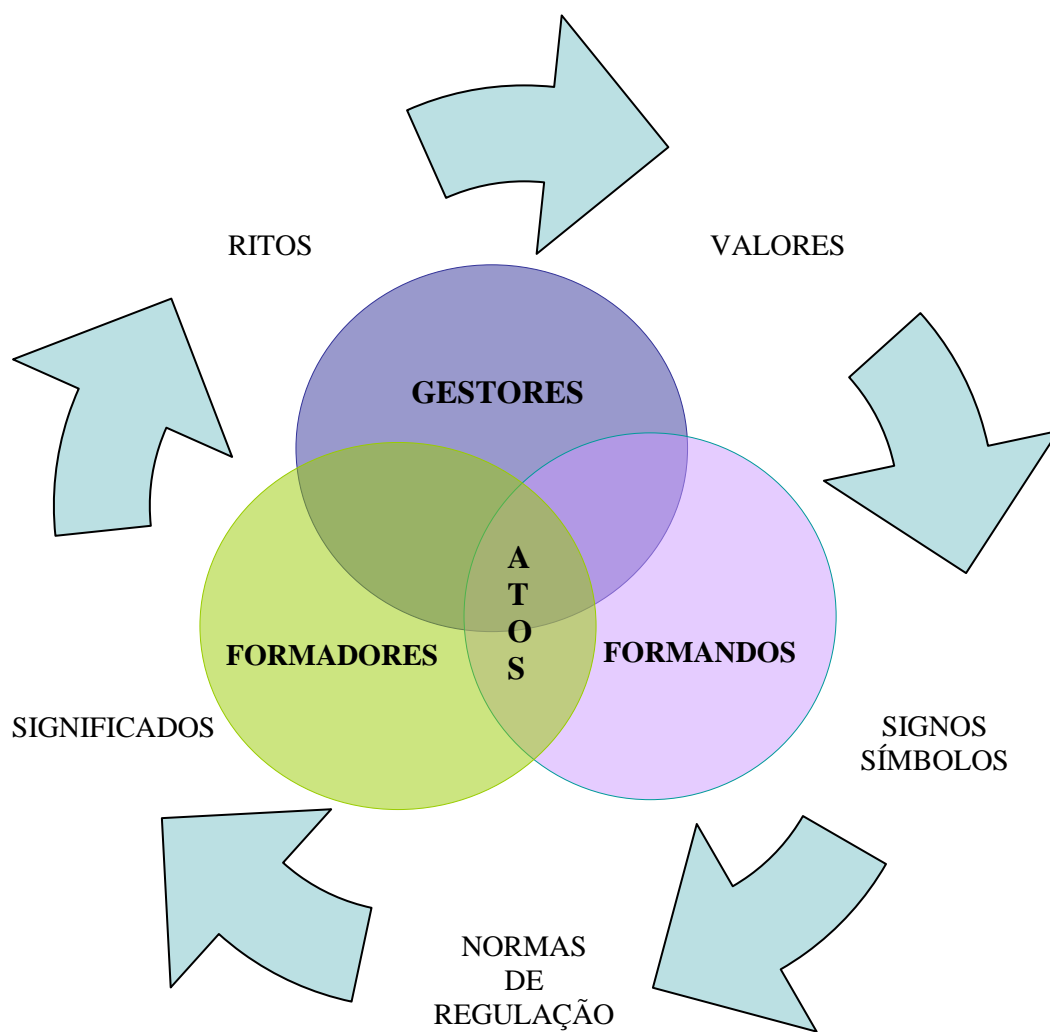 RITOS
VALORES
GESTORES
A
T
O
S
FORMADORES
FORMANDOS
SIGNIFICADOS
SIGNOS
SÍMBOLOS
NORMAS
DE
REGULAÇÃO